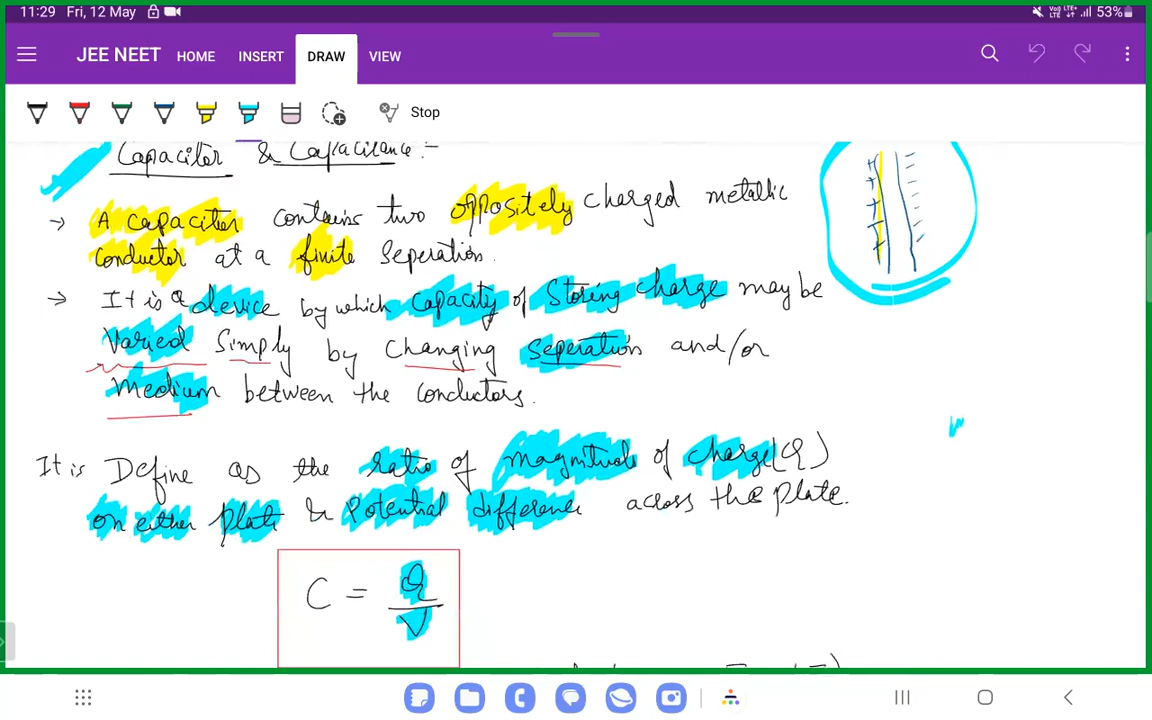 11:29 Fri, 12 May 53%
JEE NEET HOME INSERT DRAW VIEW
Stop
Capacitor & Capacitance:-
→ A capacitor contains two oppositely charged metallic
conductor at a finite Seperation.
→ It is a device by which capacity of Storing charge may be
Varied Simply by Changing Seperation and/or
Medium between the conductors.
It is Define as the ratio of magnitude of charge (Q)
on either plate & Potential difference across the plate.
C = Q/V